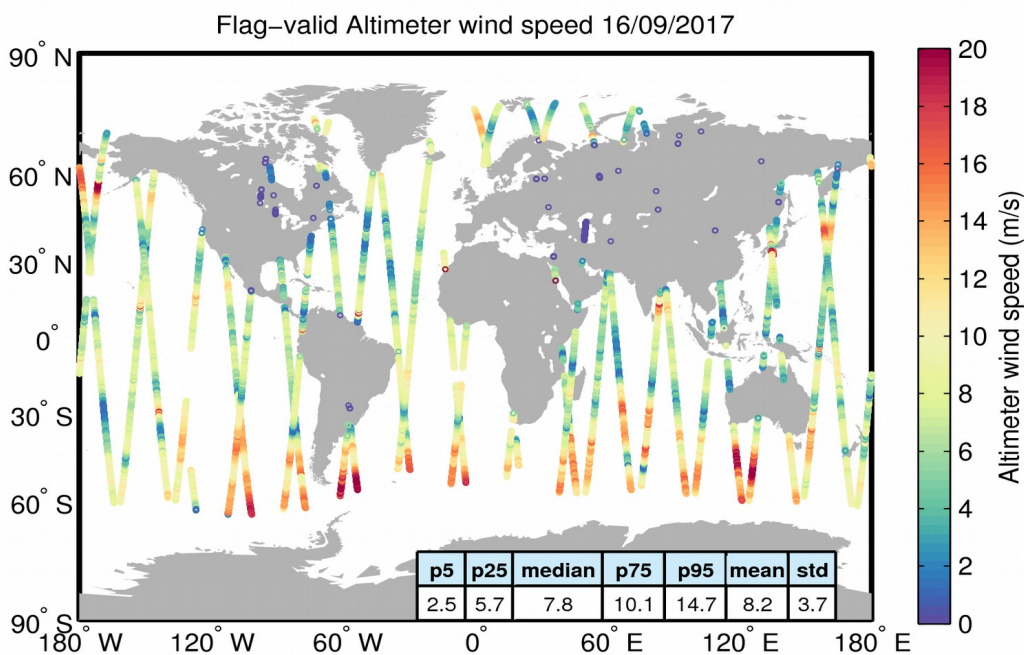 Flag−valid Altimeter wind speed 16/09/2017
90° N
60° N
30° N
0°
30° S
60° S
90° S
180° W
120° W
60° W
0°
60° E
120° E
180° E
20
18
16
14
12
10
8
6
4
2
0
Altimeter wind speed (m/s)
p5 p25 median p75 p95 mean std
2.5 5.7 7.8 10.1 14.7 8.2 3.7